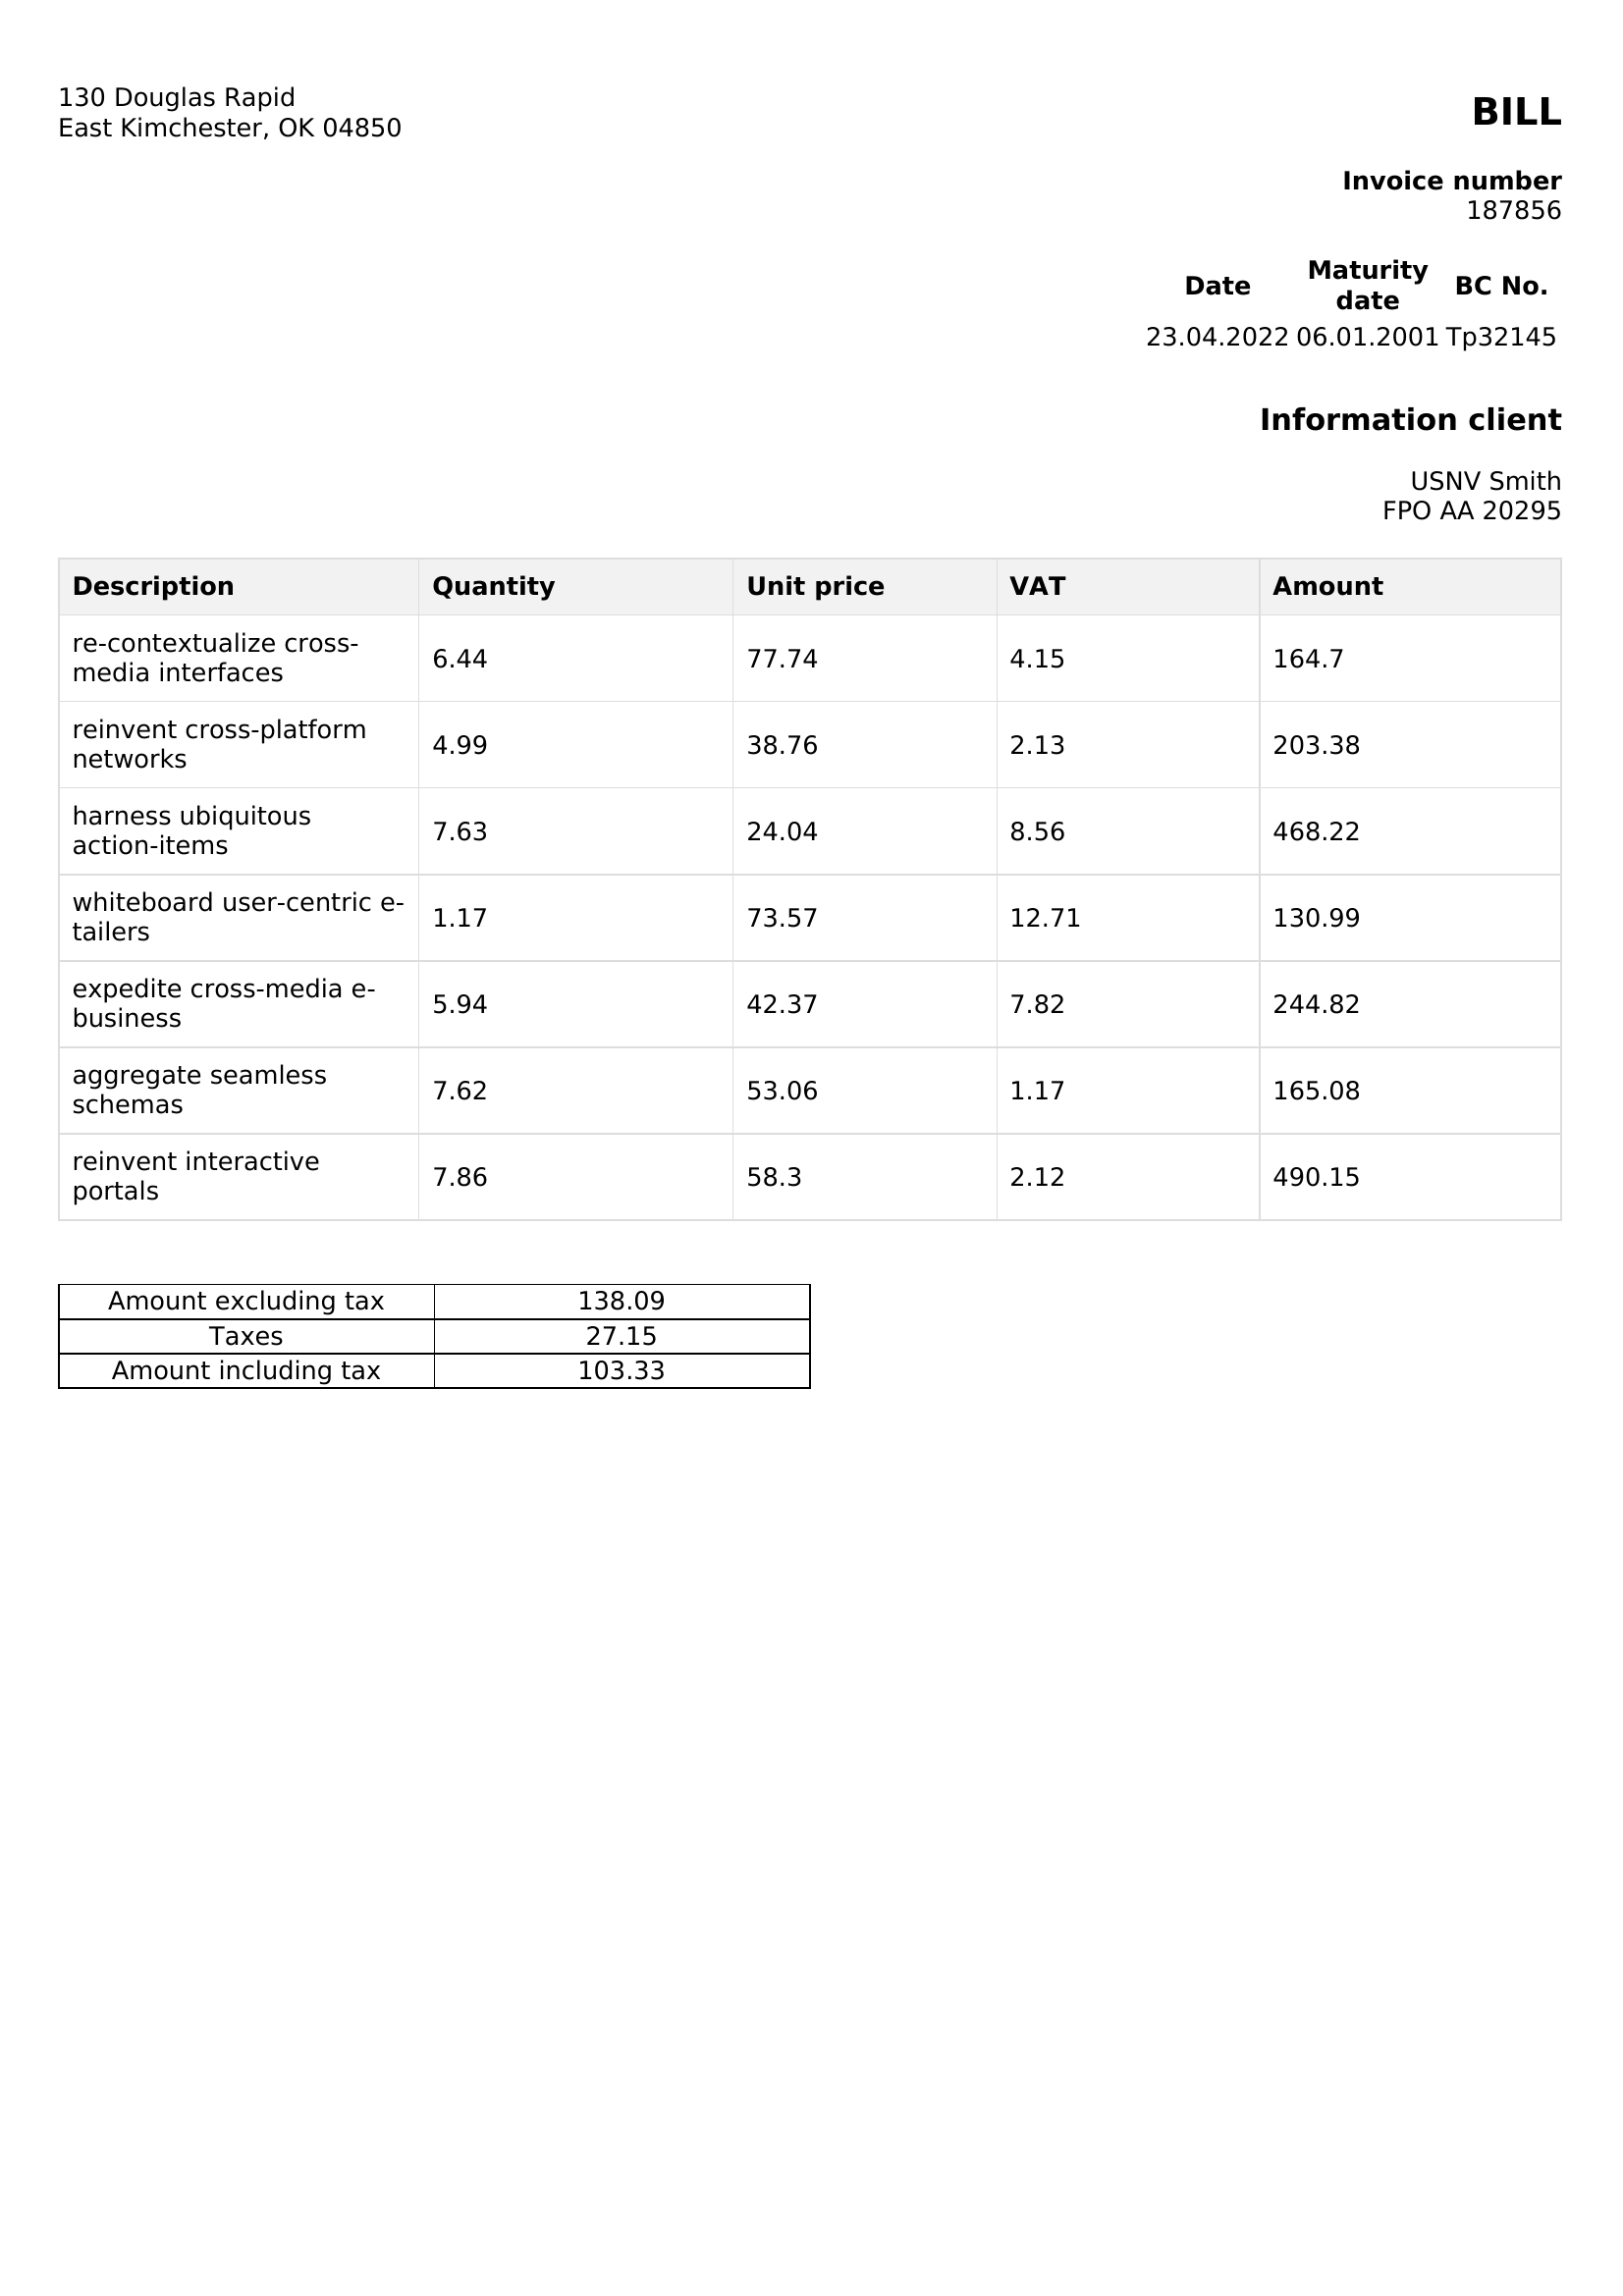 130 Douglas Rapid
East Kimchester, OK 04850
BILL
Invoice number
187856
Date Maturity date BC No.
23.04.2022 06.01.2001 Tp32145
Information client
USNV Smith
FPO AA 20295
Description Quantity Unit price VAT Amount
re-contextualize cross-
media interfaces 6.44 77.74 4.15 164.7
reinvent cross-platform
networks 4.99 38.76 2.13 203.38
harness ubiquitous
action-items 7.63 24.04 8.56 468.22
whiteboard user-centric e-
tailers 1.17 73.57 12.71 130.99
expedite cross-media e-
business 5.94 42.37 7.82 244.82
aggregate seamless
schemas 7.62 53.06 1.17 165.08
reinvent interactive
portals 7.86 58.3 2.12 490.15
Amount excluding tax 138.09
Taxes 27.15
Amount including tax 103.33